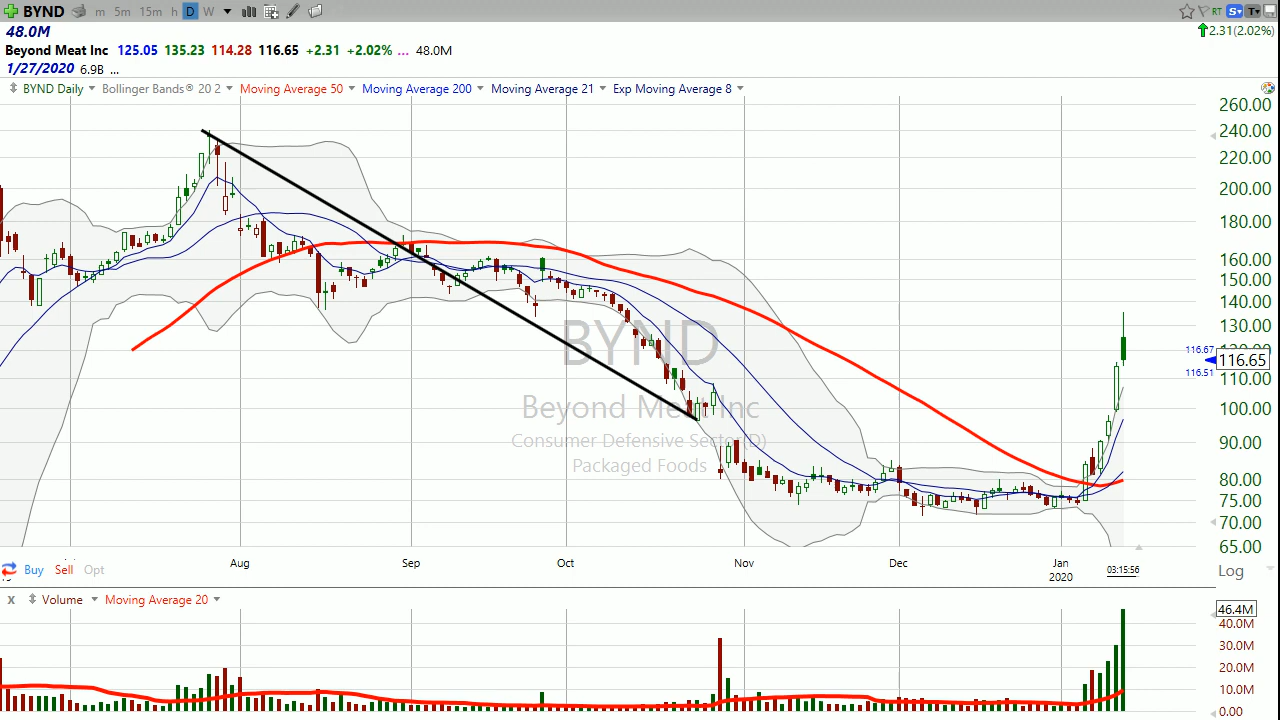 BYND m 5m 15m h D W RT S T
48.0M 2.31(2.02%)
Beyond Meat Inc 125.05 135.23 114.28 116.65 +2.31 +2.02% ... 48.0M
1/27/2020 6.9B ...
BYND Daily Bollinger Bands® 20 2 Moving Average 50 Moving Average 200 Moving Average 21 Exp Moving Average 8
260.00
240.00
220.00
200.00
180.00
160.00
150.00
140.00
130.00
116.67
116.65
116.51
110.00
100.00
90.00
80.00
75.00
70.00
65.00
BYND
Beyond Meat Inc
Consumer Defensive Sector(D)
Packaged Foods
Aug Sep Oct Nov Dec Jan
2020 03:15:56
Buy Sell Opt Log
x Volume Moving Average 20
46.4M
40.0M
30.0M
20.0M
10.0M
0.00